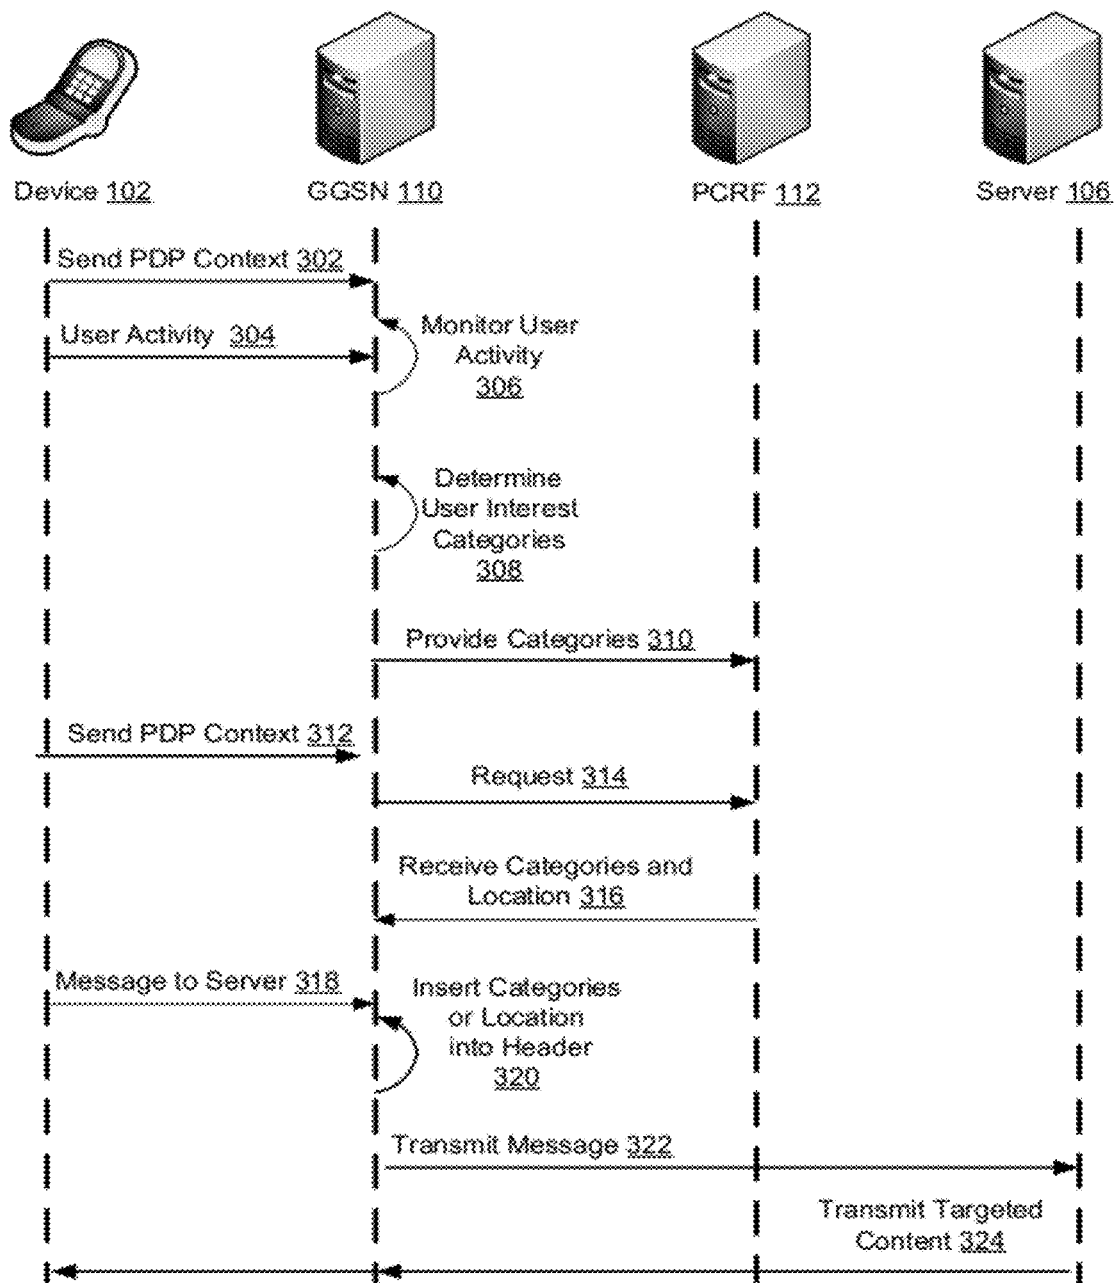 Device 102
GGSN 110
PCRF 112
Server 106
Send PDP Context 302
User Activity 304
Monitor User
Activity
306
Determine
User Interest
Categories
308
Provide Categories 310
Send PDP Context 312
Request 314
Receive Categories and
Location 316
Message to Server 318
Insert Categories
or Location
into Header
320
Transmit Message 322
Transmit Targeted
Content 324